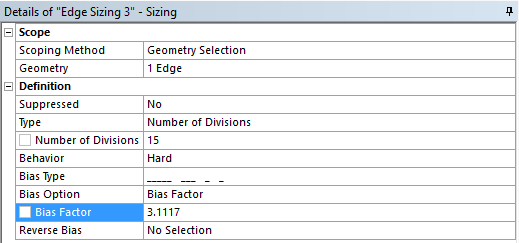 Details of "Edge Sizing 3" - Sizing
Scope
Scoping Method Geometry Selection
Geometry 1 Edge
Definition
Suppressed No
Type Number of Divisions
Number of Divisions 15
Behavior Hard
Bias Type _____ ___ _ _
Bias Option Bias Factor
Bias Factor 3.1117
Reverse Bias No Selection